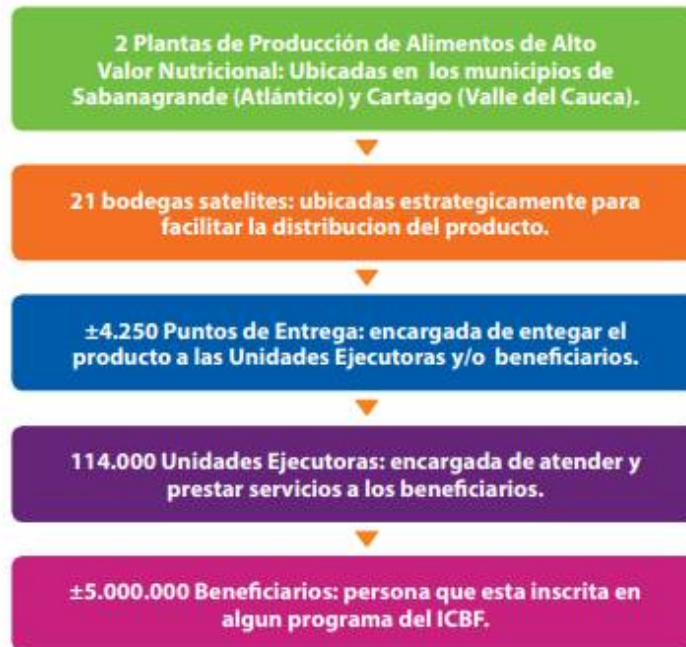 2 Plantas de Producción de Alimentos de Alto
Valor Nutricional: Ubicadas en los municipios de
Sabanagrande (Atlántico) y Cartago (Valle del Cauca).
21 bodegas satelites: ubicadas estrategicamente para
facilitar la distribucion del producto.
±4.250 Puntos de Entrega: encargada de entegar el
producto a las Unidades Ejecutoras y/o beneficiarios.
114.000 Unidades Ejecutoras: encargada de atender y
prestar servicios a los beneficiarios.
±5.000.000 Beneficiarios: persona que esta inscrita en
algun programa del ICBF.